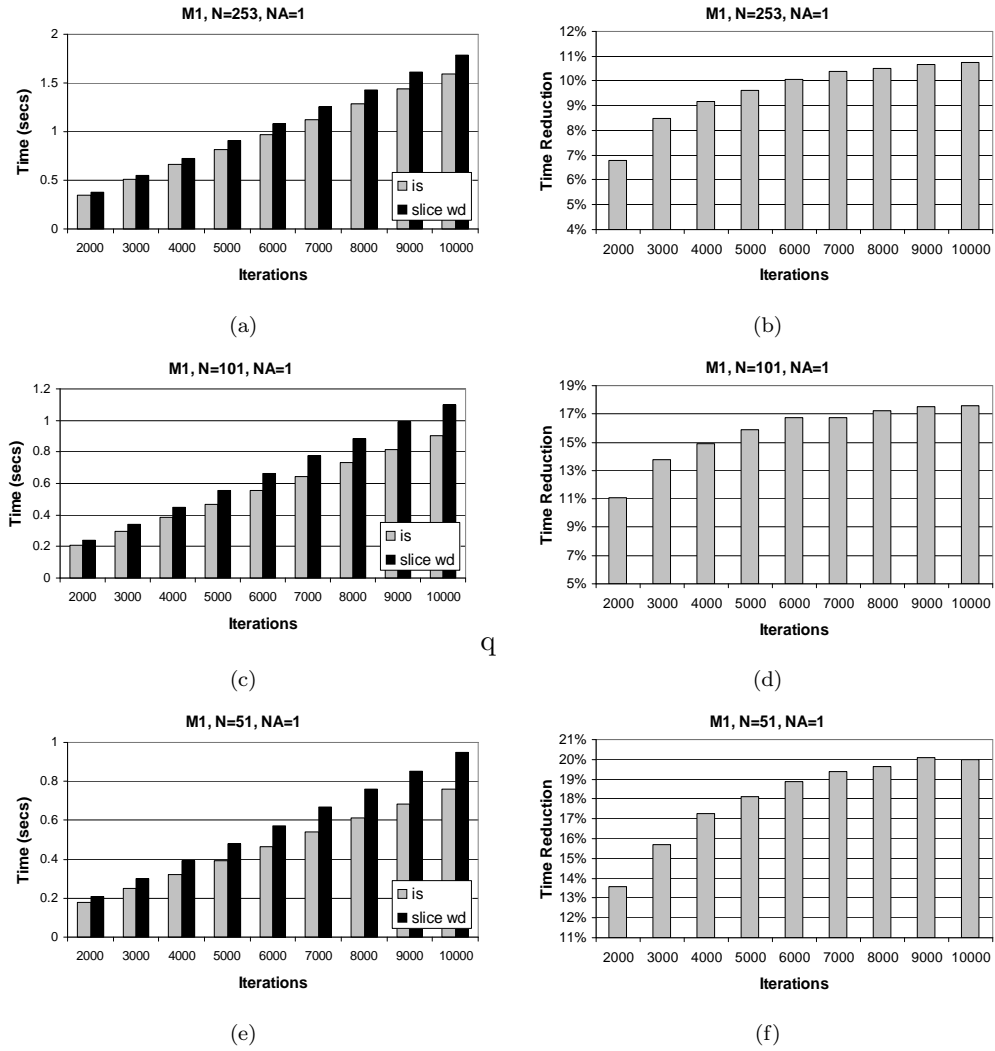 M1, N=253, NA=1
2
1.5
1
0.5
0
Time (secs)
is
slice wd
2000 3000 4000 5000 6000 7000 8000 9000 10000
Iterations
(a)
M1, N=253, NA=1
12%
11%
10%
9%
8%
7%
6%
5%
4%
Time Reduction
2000 3000 4000 5000 6000 7000 8000 9000 10000
Iterations
(b)
M1, N=101, NA=1
1.2
1
0.8
0.6
0.4
0.2
0
Time (secs)
is
slice wd
2000 3000 4000 5000 6000 7000 8000 9000 10000
Iterations
(c)
M1, N=101, NA=1
19%
17%
15%
13%
11%
9%
7%
5%
Time Reduction
2000 3000 4000 5000 6000 7000 8000 9000 10000
Iterations
q
(d)
M1, N=51, NA=1
1
0.8
0.6
0.4
0.2
0
Time (secs)
is
slice wd
2000 3000 4000 5000 6000 7000 8000 9000 10000
Iterations
(e)
M1, N=51, NA=1
21%
20%
19%
18%
17%
16%
15%
14%
13%
12%
11%
Time Reduction
2000 3000 4000 5000 6000 7000 8000 9000 10000
Iterations
(f)